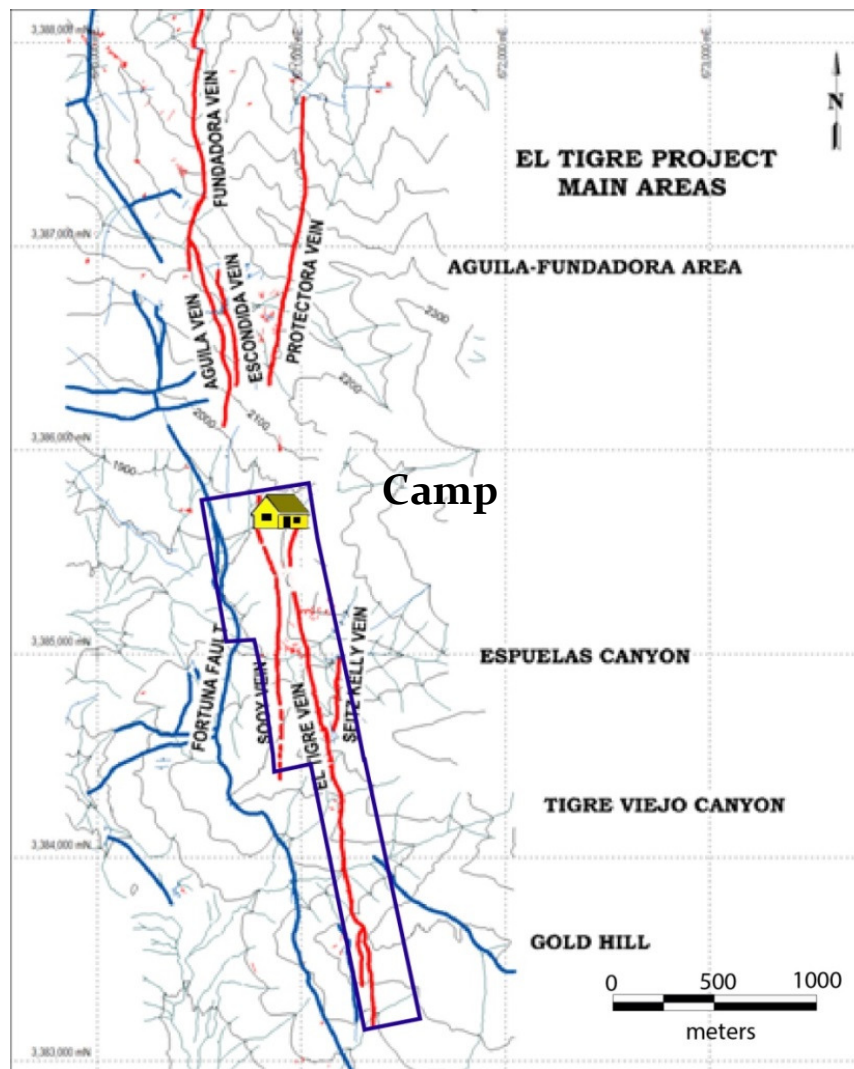 3,388,000 mN
671,000 mE
672,000 mE
673,000 mE
N
EL TIGRE PROJECT
MAIN AREAS
FUNDADORA VEIN
3,387,000 mN
AGUILA-FUNDADORA AREA
ESCONDIDA VEIN
PROTECTORA VEIN
AGUILA VEIN
2300
2200
2100
2000
3,386,000 mN
1900
Camp
3,385,000 mN
ESPUELAS CANYON
FORTUNA FAULT
SOOY VEIN
EL TIGRE VEIN
SEITZ KELLY VEIN
TIGRE VIEJO CANYON
3,384,000 mN
GOLD HILL
0 500 1000
meters
3,383,000 mN